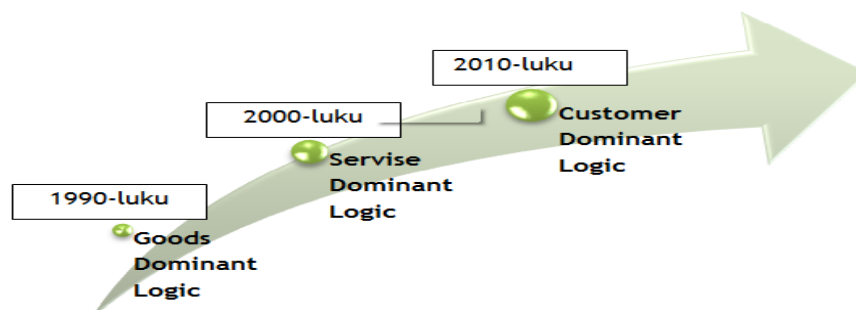 1990-luku
Goods
Dominant
Logic
2000-luku
Servise
Dominant
Logic
2010-luku
Customer
Dominant
Logic